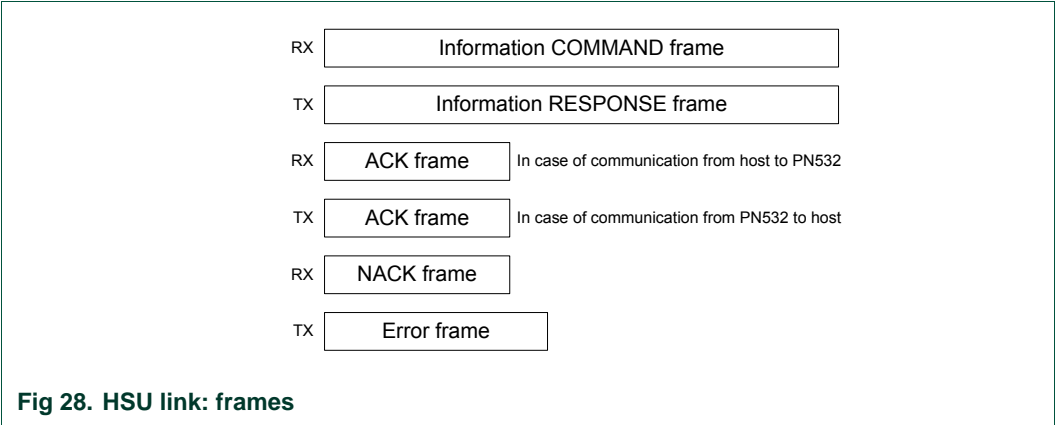 RX Information COMMAND frame
TX Information RESPONSE frame
RX ACK frame In case of communication from host to PN532
TX ACK frame In case of communication from PN532 to host
RX NACK frame
TX Error frame
Fig 28. HSU link: frames